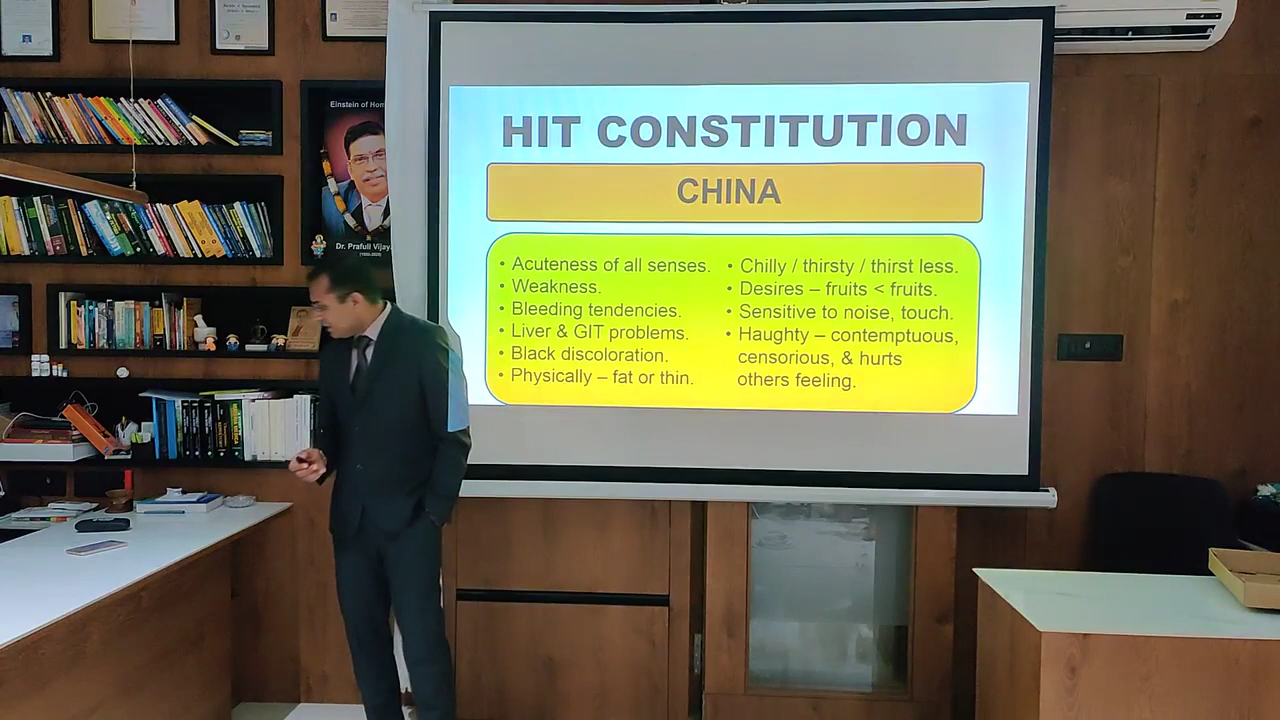 Einstein of Hom
Dr. Prafull Vijay
HIT CONSTITUTION
CHINA
• Acuteness of all senses.
• Weakness.
• Bleeding tendencies.
• Liver & GIT problems.
• Black discoloration.
• Physically – fat or thin.
• Chilly / thirsty / thirst less.
• Desires – fruits < fruits.
• Sensitive to noise, touch.
• Haughty – contemptuous,
censorious, & hurts
others feeling.